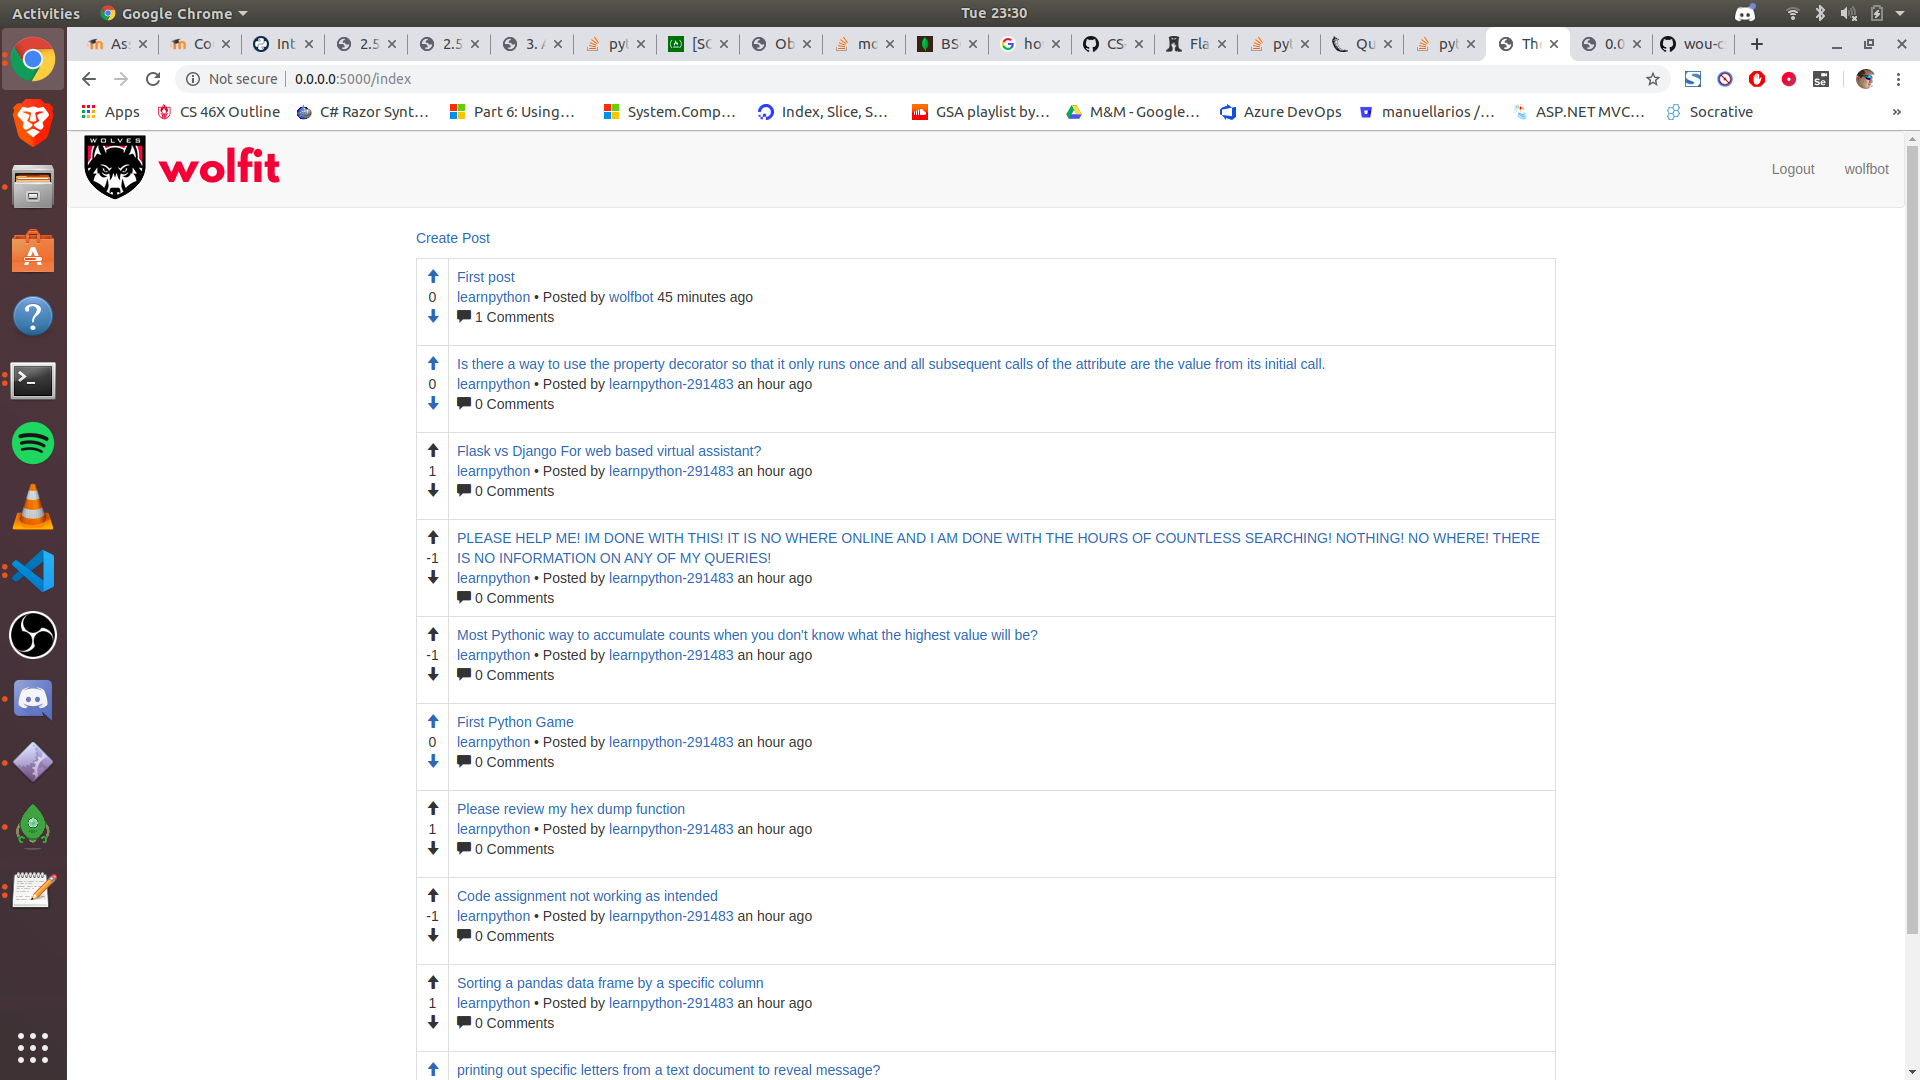 Activities
Google Chrome
Tue 23:30
As
Co
Int
2.5
2.5
3.
pyt
[SC
Ob
mo
BS
ho
CS
Fla
pyt
Qu
pyt
Th
0.0
wou-c
Not secure
0.0.0.0:5000/index
Apps
CS 46X Outline
C# Razor Synt...
Part 6: Using...
System.Comp...
Index, Slice, S...
GSA playlist by...
M&M - Google...
Azure DevOps
manuellarios /...
ASP.NET MVC...
Socrative
»
WOLVES
wolfit
Logout
wolfbot
Create Post
First post
0
learnpython • Posted by wolfbot 45 minutes ago
1 Comments
Is there a way to use the property decorator so that it only runs once and all subsequent calls of the attribute are the value from its initial call.
0
learnpython • Posted by learnpython-291483 an hour ago
0 Comments
Flask vs Django For web based virtual assistant?
1
learnpython • Posted by learnpython-291483 an hour ago
0 Comments
PLEASE HELP ME! IM DONE WITH THIS! IT IS NO WHERE ONLINE AND I AM DONE WITH THE HOURS OF COUNTLESS SEARCHING! NOTHING! NO WHERE! THERE
IS NO INFORMATION ON ANY OF MY QUERIES!
-1
learnpython • Posted by learnpython-291483 an hour ago
0 Comments
Most Pythonic way to accumulate counts when you don't know what the highest value will be?
-1
learnpython • Posted by learnpython-291483 an hour ago
0 Comments
First Python Game
0
learnpython • Posted by learnpython-291483 an hour ago
0 Comments
Please review my hex dump function
1
learnpython • Posted by learnpython-291483 an hour ago
0 Comments
Code assignment not working as intended
-1
learnpython • Posted by learnpython-291483 an hour ago
0 Comments
Sorting a pandas data frame by a specific column
1
learnpython • Posted by learnpython-291483 an hour ago
0 Comments
printing out specific letters from a text document to reveal message?